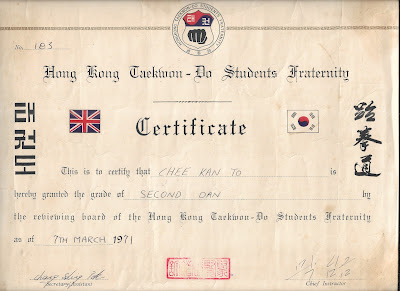 No. 183
Hong Kong Taekwon-Do Students Fraternity
태권도
跆拳道
Certificate
This is to certify that CHEE KAN TO is
hereby granted the grade of SECOND DAN by
the reviewing board of the Hong Kong Taekwon-Do Students Fraternity
as of 7TH MARCH 1971
Secretary/Assistant
Chief Instructor